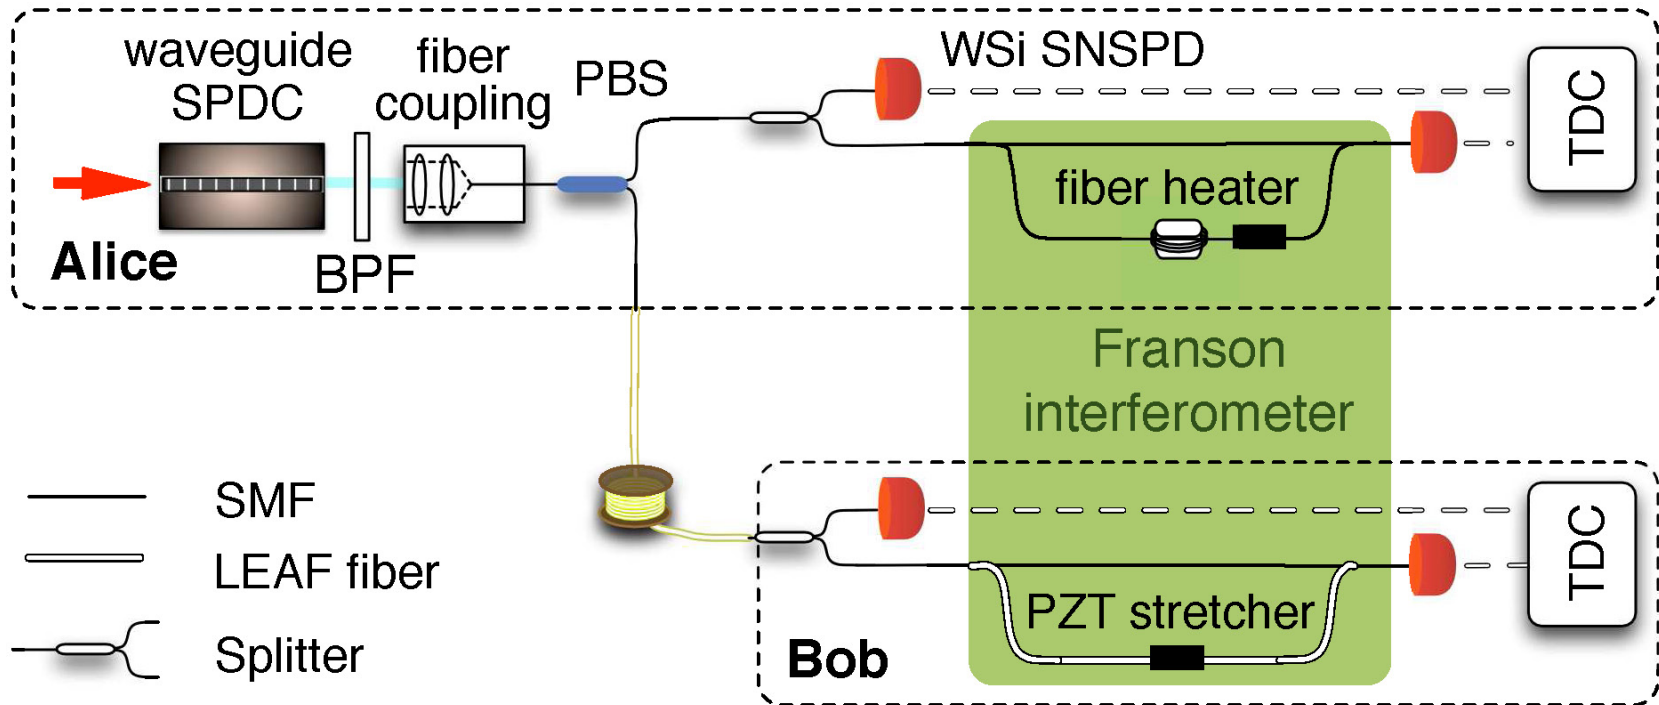 waveguide
SPDC
fiber
coupling
PBS
WSi SNSPD
TDC
fiber heater
Alice
BPF
Franson
interferometer
SMF
LEAF fiber
Splitter
PZT stretcher
TDC
Bob